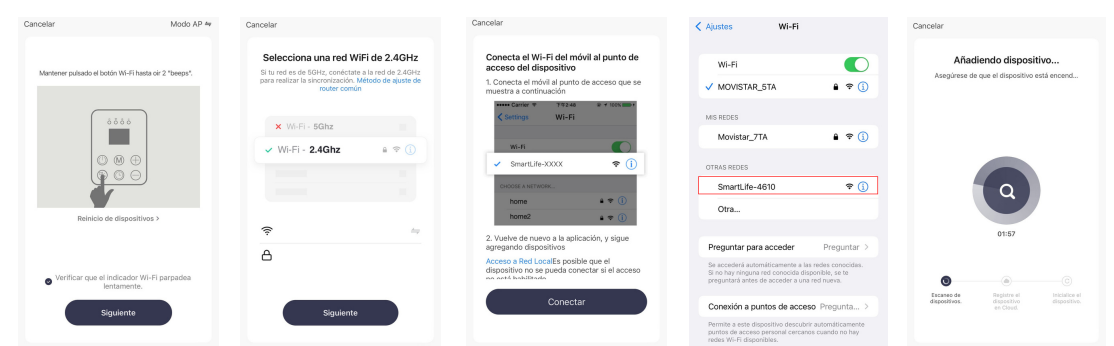 Cancelar
Modo AP
Mantener pulsado el botón Wi-Fi hasta oir 2 "beeps".
M
Reinicio de dispositivos >
Verificar que el indicador Wi-Fi parpadea
lentamente.
Siguiente
Cancelar
Selecciona una red WiFi de 2.4GHz
Si tu red es de 5GHz, conéctate a la red de 2.4GHz
para realizar la sincronización. Método de ajuste de
router común
Wi-Fi - 5Ghz
Wi-Fi - 2.4Ghz
Siguiente
Cancelar
Conecta el Wi-Fi del móvil al punto de
acceso del dispositivo
1. Conecta el móvil al punto de acceso que se
muestra a continuación
Carrier
100%
Settings
Wi-Fi
Wi-Fi
SmartLife-XXXX
CHOOSE A NETWORK...
home
home2
2. Vuelve de nuevo a la aplicación, y sigue
agregando dispositivos
Acceso a Red LocalEs posible que el
dispositivo no se pueda conectar si el acceso
no está habilitado
Conectar
Ajustes
Wi-Fi
Wi-Fi
MOVISTAR_5TA
MIS REDES
Movistar_7TA
OTRAS REDES
SmartLife-4610
Otra...
Preguntar para acceder
Preguntar >
Se accederá automáticamente a las redes conocidas.
Si no hay ninguna red conocida disponible, se te
preguntará antes de acceder a una red nueva.
Conexión a puntos de acceso
Pregunta... >
Permite a este dispositivo descubrir automáticamente
puntos de acceso personal cercanos cuando no hay
redes Wi-Fi disponibles.
Cancelar
Añadiendo dispositivo...
Asegúrese de que el dispositivo está encend...
01:57
Escaneo de
dispositivos.
Registre el
dispositivo
en Cloud.
Inicialice el
dispositivo.